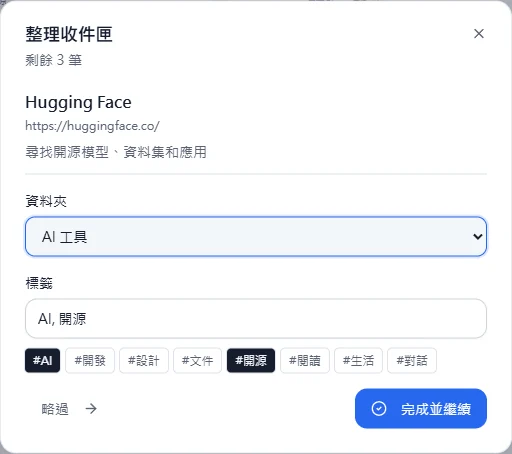 整理收件匣
剩餘 3 筆
Hugging Face
https://huggingface.co/
尋找開源模型、資料集和應用
資料夾
AI 工具
標籤
AI, 開源
#AI #開發 #設計 #文件 #開源 #閱讀 #生活 #對話
略過 →
完成並繼續